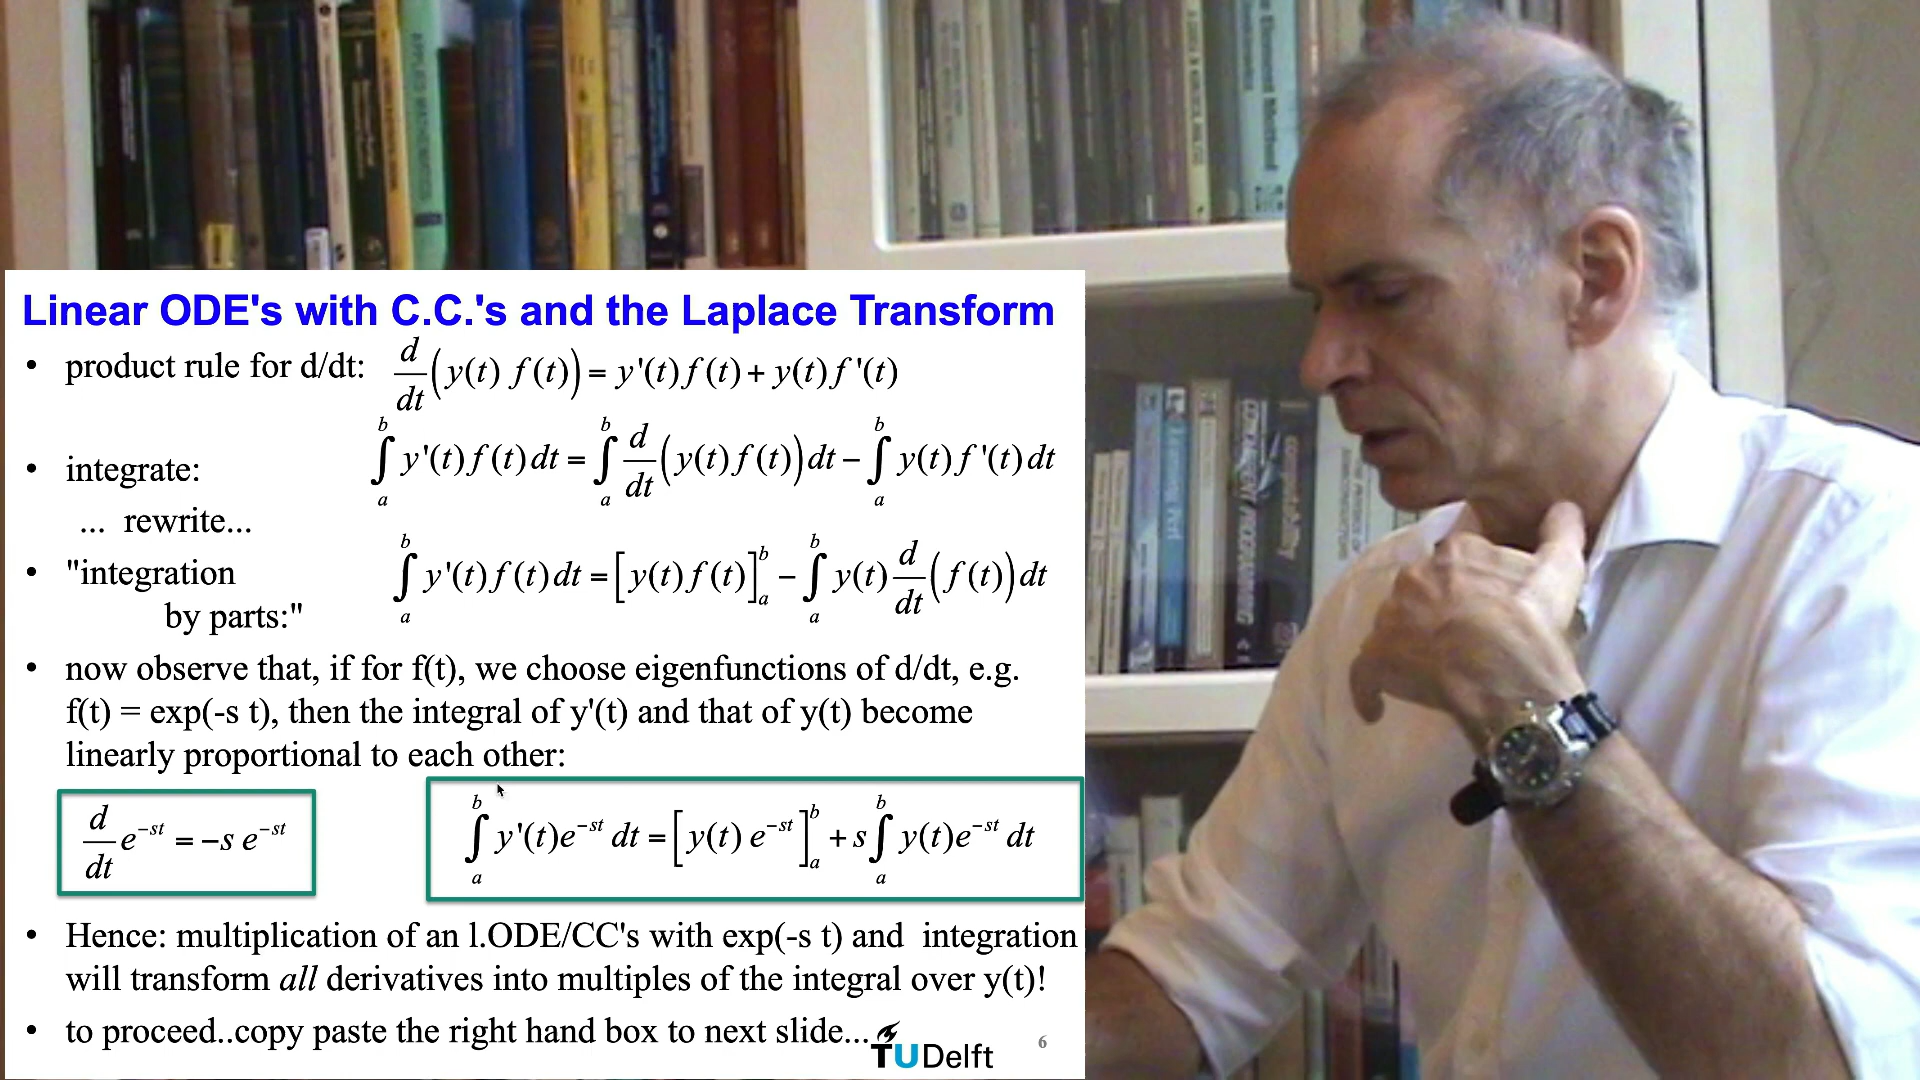 APPLIED MATHEMATICS
Linear ODE's with C.C.'s and the Laplace Transform
• product rule for d/dt: d/dt (y(t) f(t)) = y'(t) f(t) + y(t) f'(t)
• integrate: ∫_a^b y'(t) f(t) dt = ∫_a^b d/dt (y(t) f(t)) dt − ∫_a^b y(t) f'(t) dt
... rewrite...
• "integration
by parts:" ∫_a^b y'(t) f(t) dt = [y(t) f(t)]_a^b − ∫_a^b y(t) d/dt (f(t)) dt
• now observe that, if for f(t), we choose eigenfunctions of d/dt, e.g.
f(t) = exp(-s t), then the integral of y'(t) and that of y(t) become
linearly proportional to each other:
d/dt e^{−st} = −s e^{−st}
∫_a^b y'(t)e^{−st} dt = [y(t) e^{−st}]_a^b + s∫_a^b y(t)e^{−st} dt
• Hence: multiplication of an l.ODE/CC's with exp(-s t) and integration
will transform all derivatives into multiples of the integral over y(t)!
• to proceed..copy paste the right hand box to next slide...
TUDelft
6